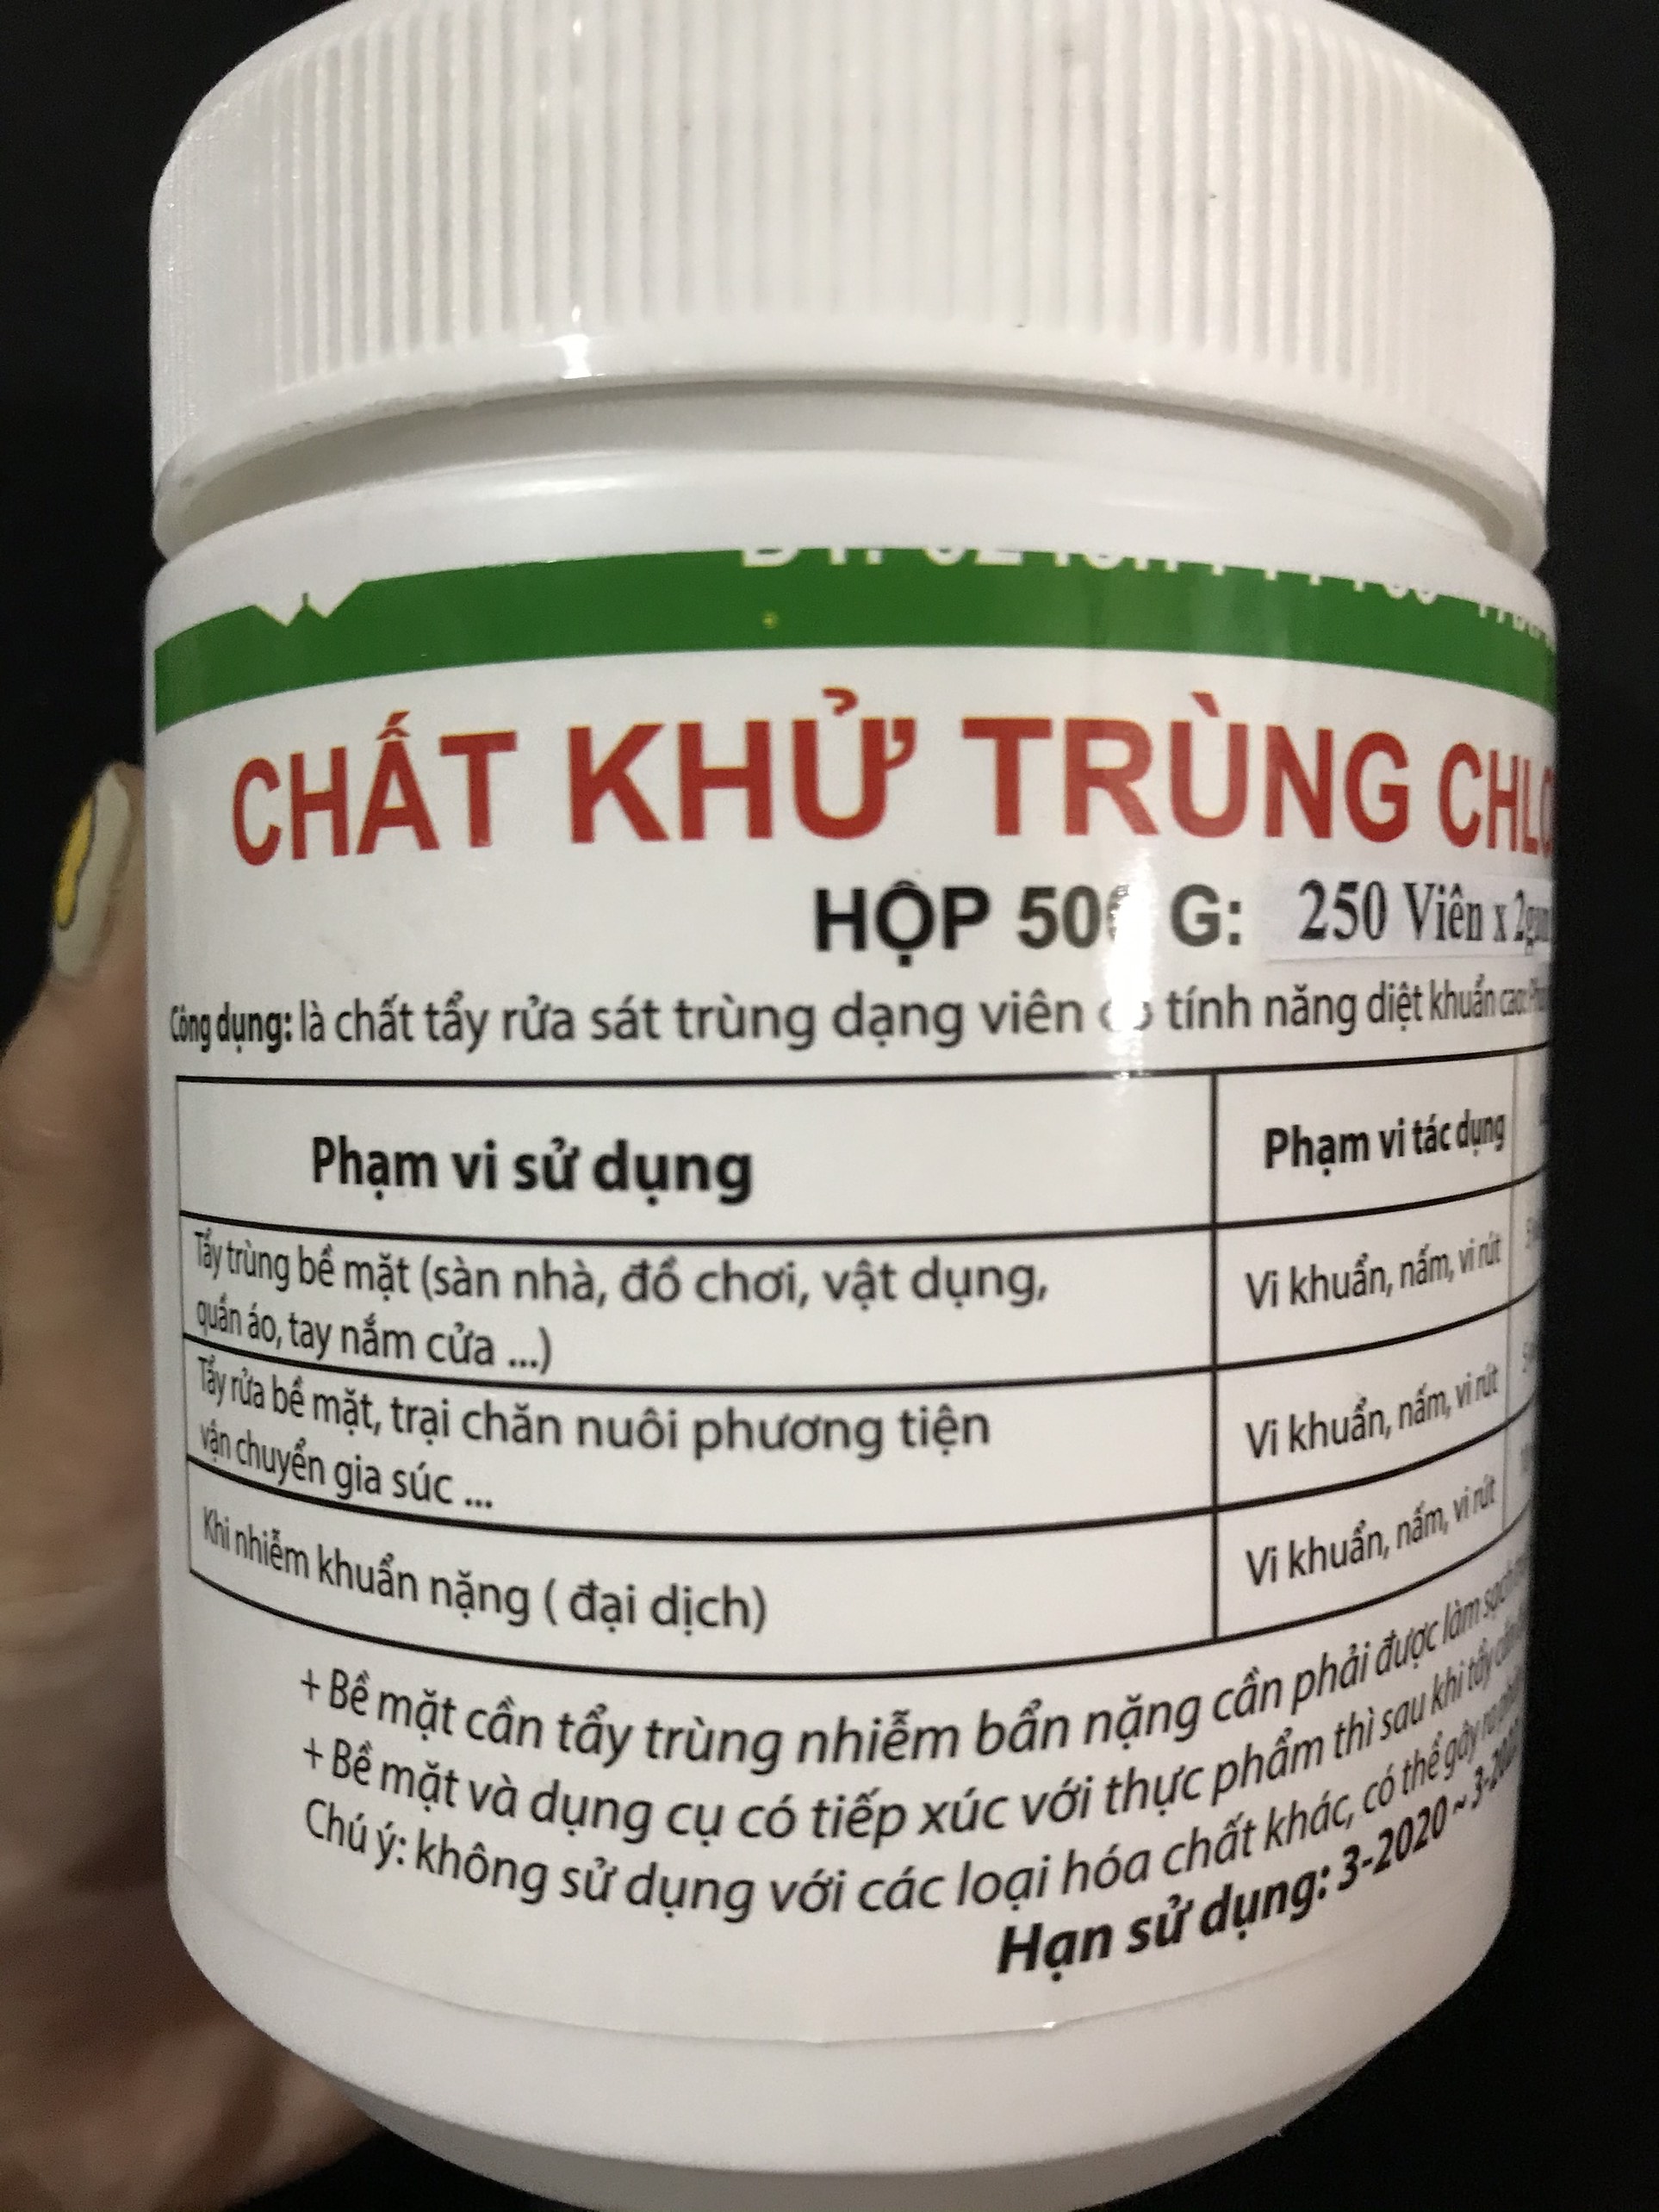 CHẤT KHỬ TRÙNG
HỘP 500 G: 250 Viên x
Công dụng: là chất tẩy rửa sát trùng dạng viên có tính năng diệt khuẩn cao.
Phạm vi sử dụng
Phạm vi tác dụng
Tẩy trùng bề mặt (sàn nhà, đồ chơi, vật dụng,
quần áo, tay nắm cửa ...)
Vi khuẩn, nấm, vi rút
Tẩy rửa bề mặt, trại chăn nuôi phương tiện
vận chuyển gia súc ...
Vi khuẩn, nấm, vi rút
Khi nhiễm khuẩn nặng ( đại dịch)
Vi khuẩn, nấm, vi rút
+ Bề mặt cần tẩy trùng nhiễm bẩn nặng cần phải được làm sạch
+ Bề mặt và dụng cụ có tiếp xúc với thực phẩm thì sau khi tẩy
Chú ý: không sử dụng với các loại hóa chất khác, có thể gây ra
Hạn sử dụng: 3-2020 ~